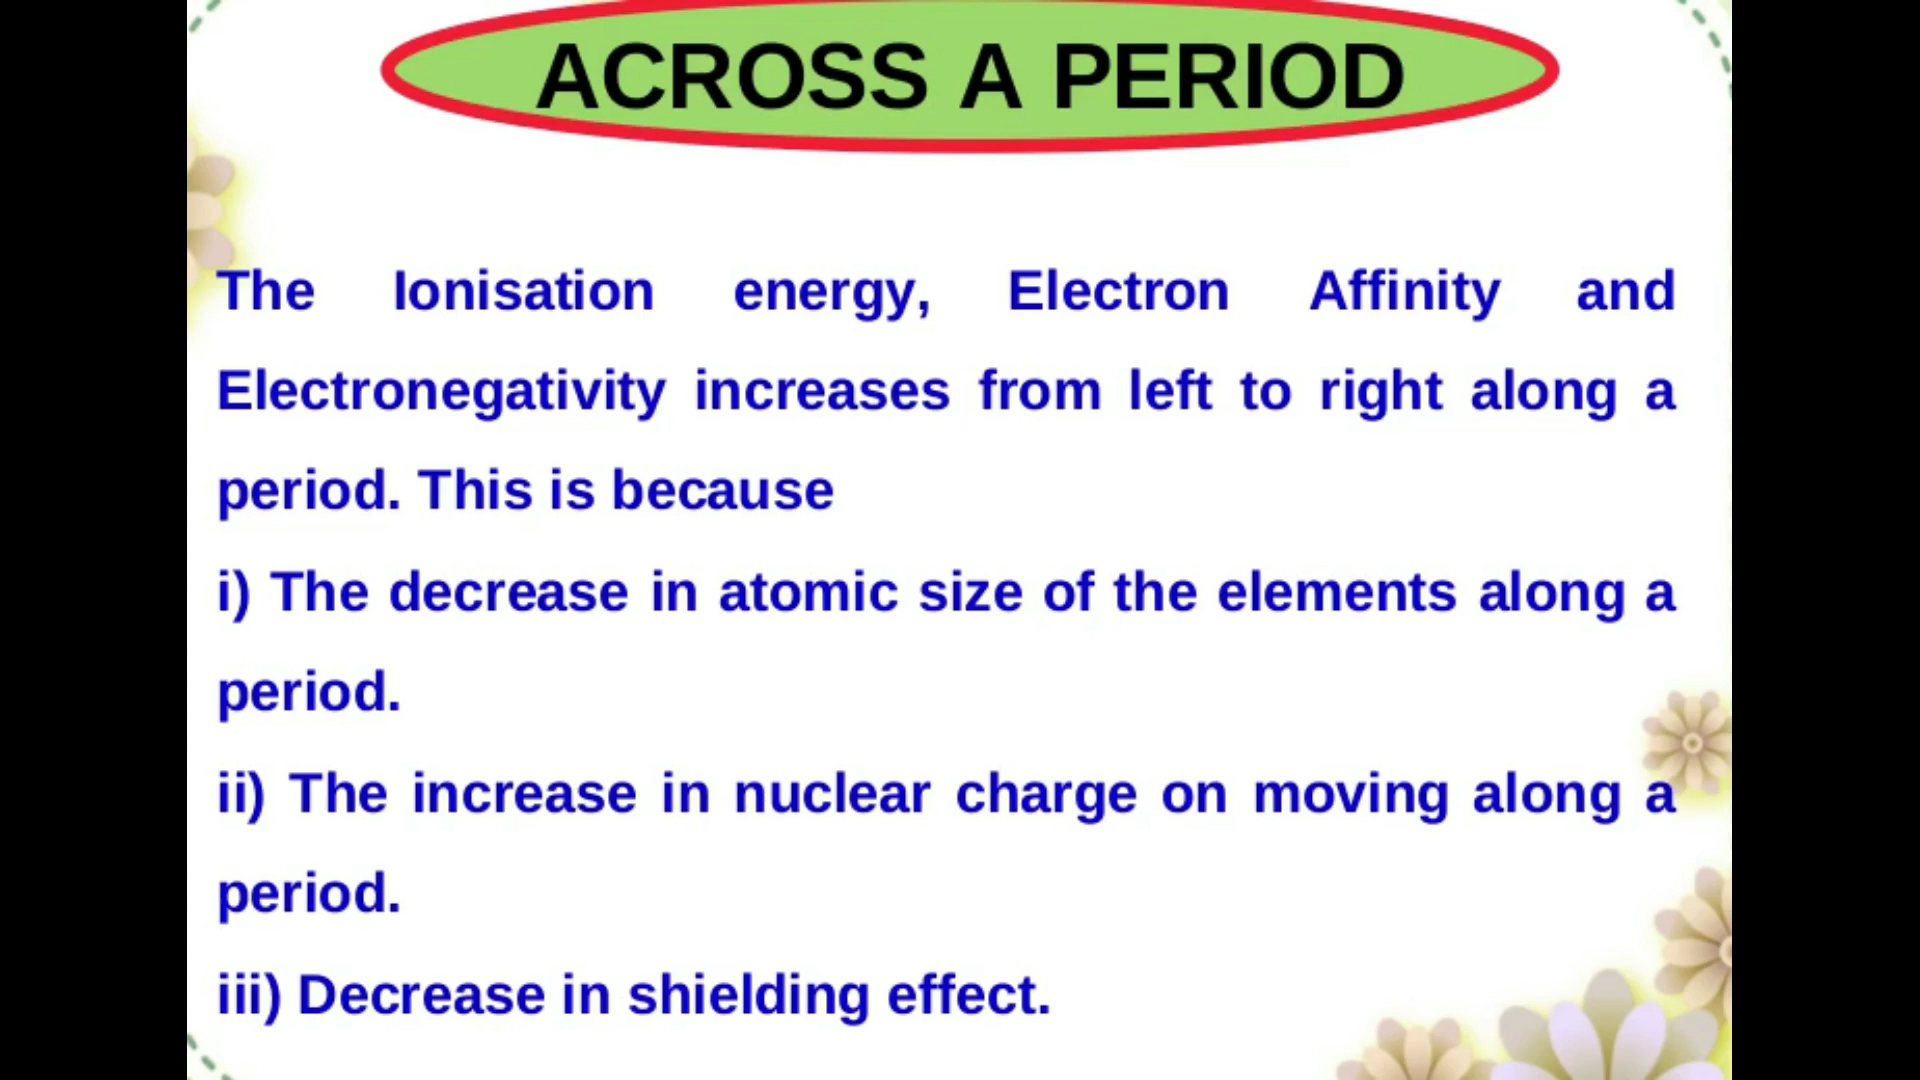 ACROSS A PERIOD
The Ionisation energy, Electron Affinity and
Electronegativity increases from left to right along a
period. This is because
i) The decrease in atomic size of the elements along a
period.
ii) The increase in nuclear charge on moving along a
period.
iii) Decrease in shielding effect.